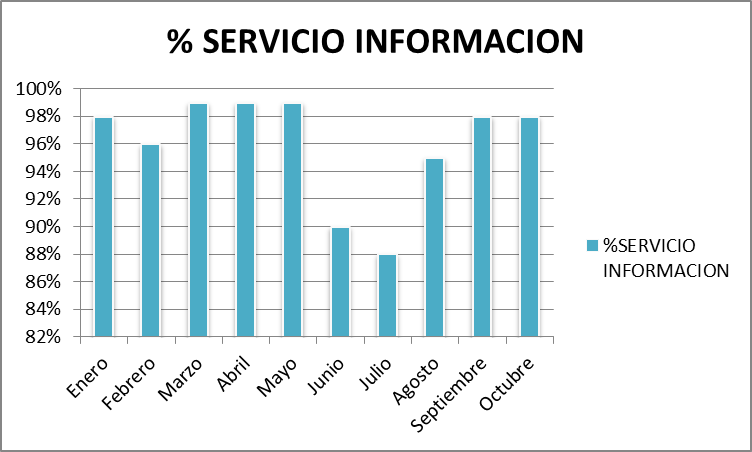 % SERVICIO INFORMACION
100%
98%
96%
94%
92%
90%
88%
86%
84%
82%
Enero
Febrero
Marzo
Abril
Mayo
Junio
Julio
Agosto
Septiembre
Octubre
%SERVICIO
INFORMACION